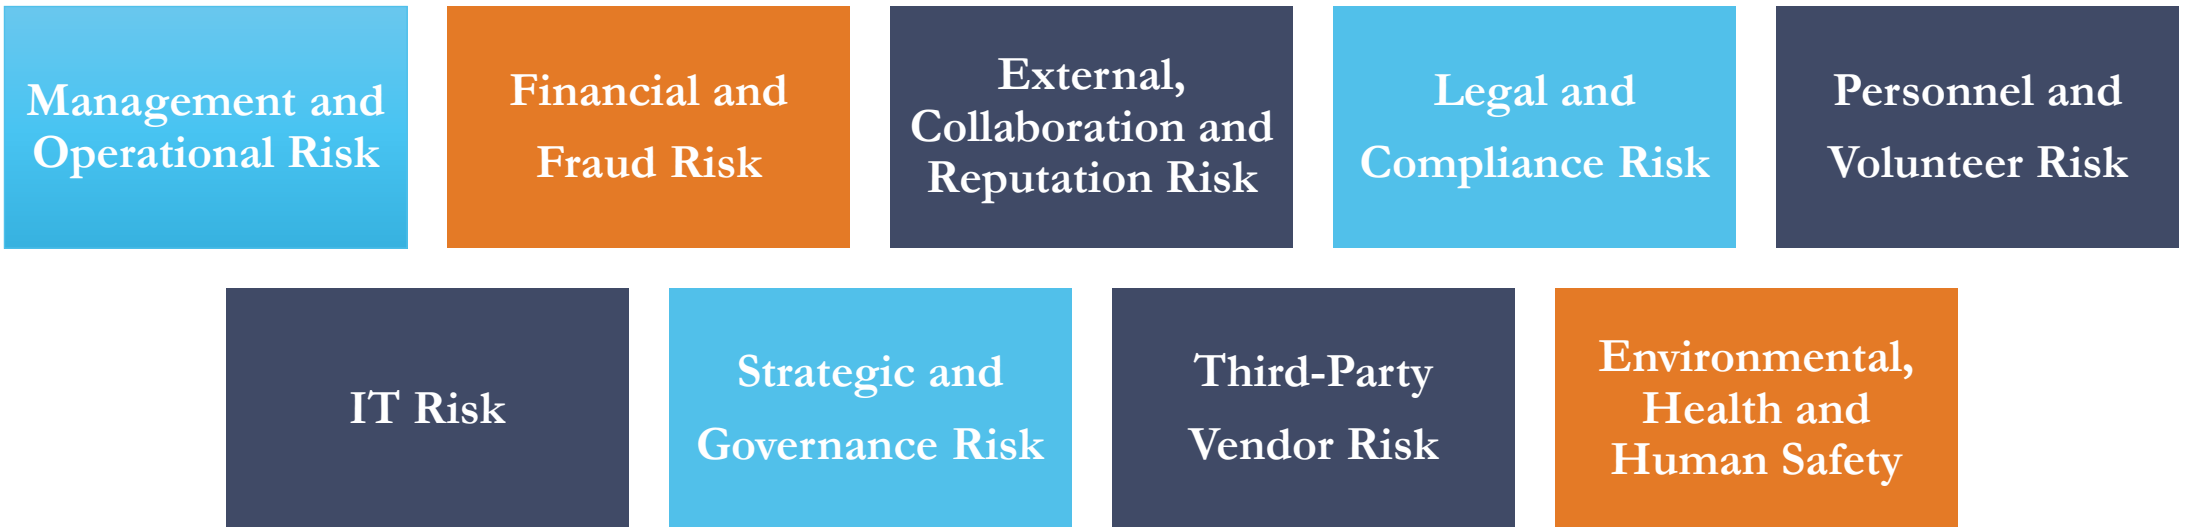 Management and
Operational Risk
Financial and
Fraud Risk
External,
Collaboration and
Reputation Risk
Legal and
Compliance Risk
Personnel and
Volunteer Risk
IT Risk
Strategic and
Governance Risk
Third-Party
Vendor Risk
Environmental,
Health and
Human Safety